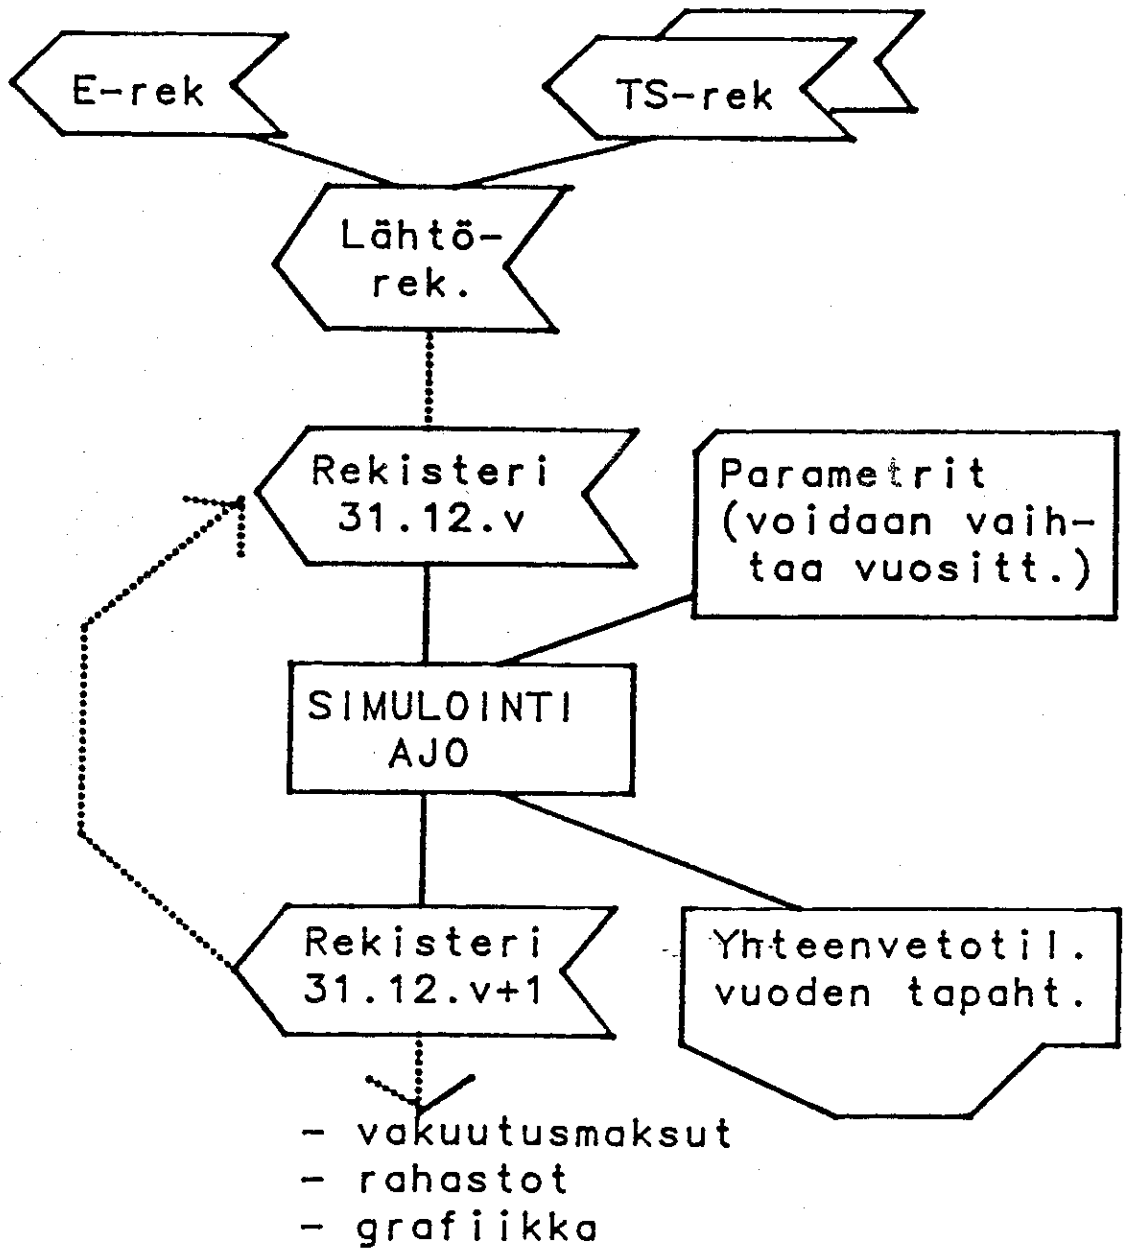 E-rek
TS-rek
Lähtö-
rek.
Rekisteri
31.12.v
Parametrit
(voidaan vaih-
taa vuositt.)
SIMULOINTI
AJO
Rekisteri
31.12.v+1
Yhteenvetotil.
vuoden tapaht.
- vakuutusmaksut
- rahastot
- grafiikka